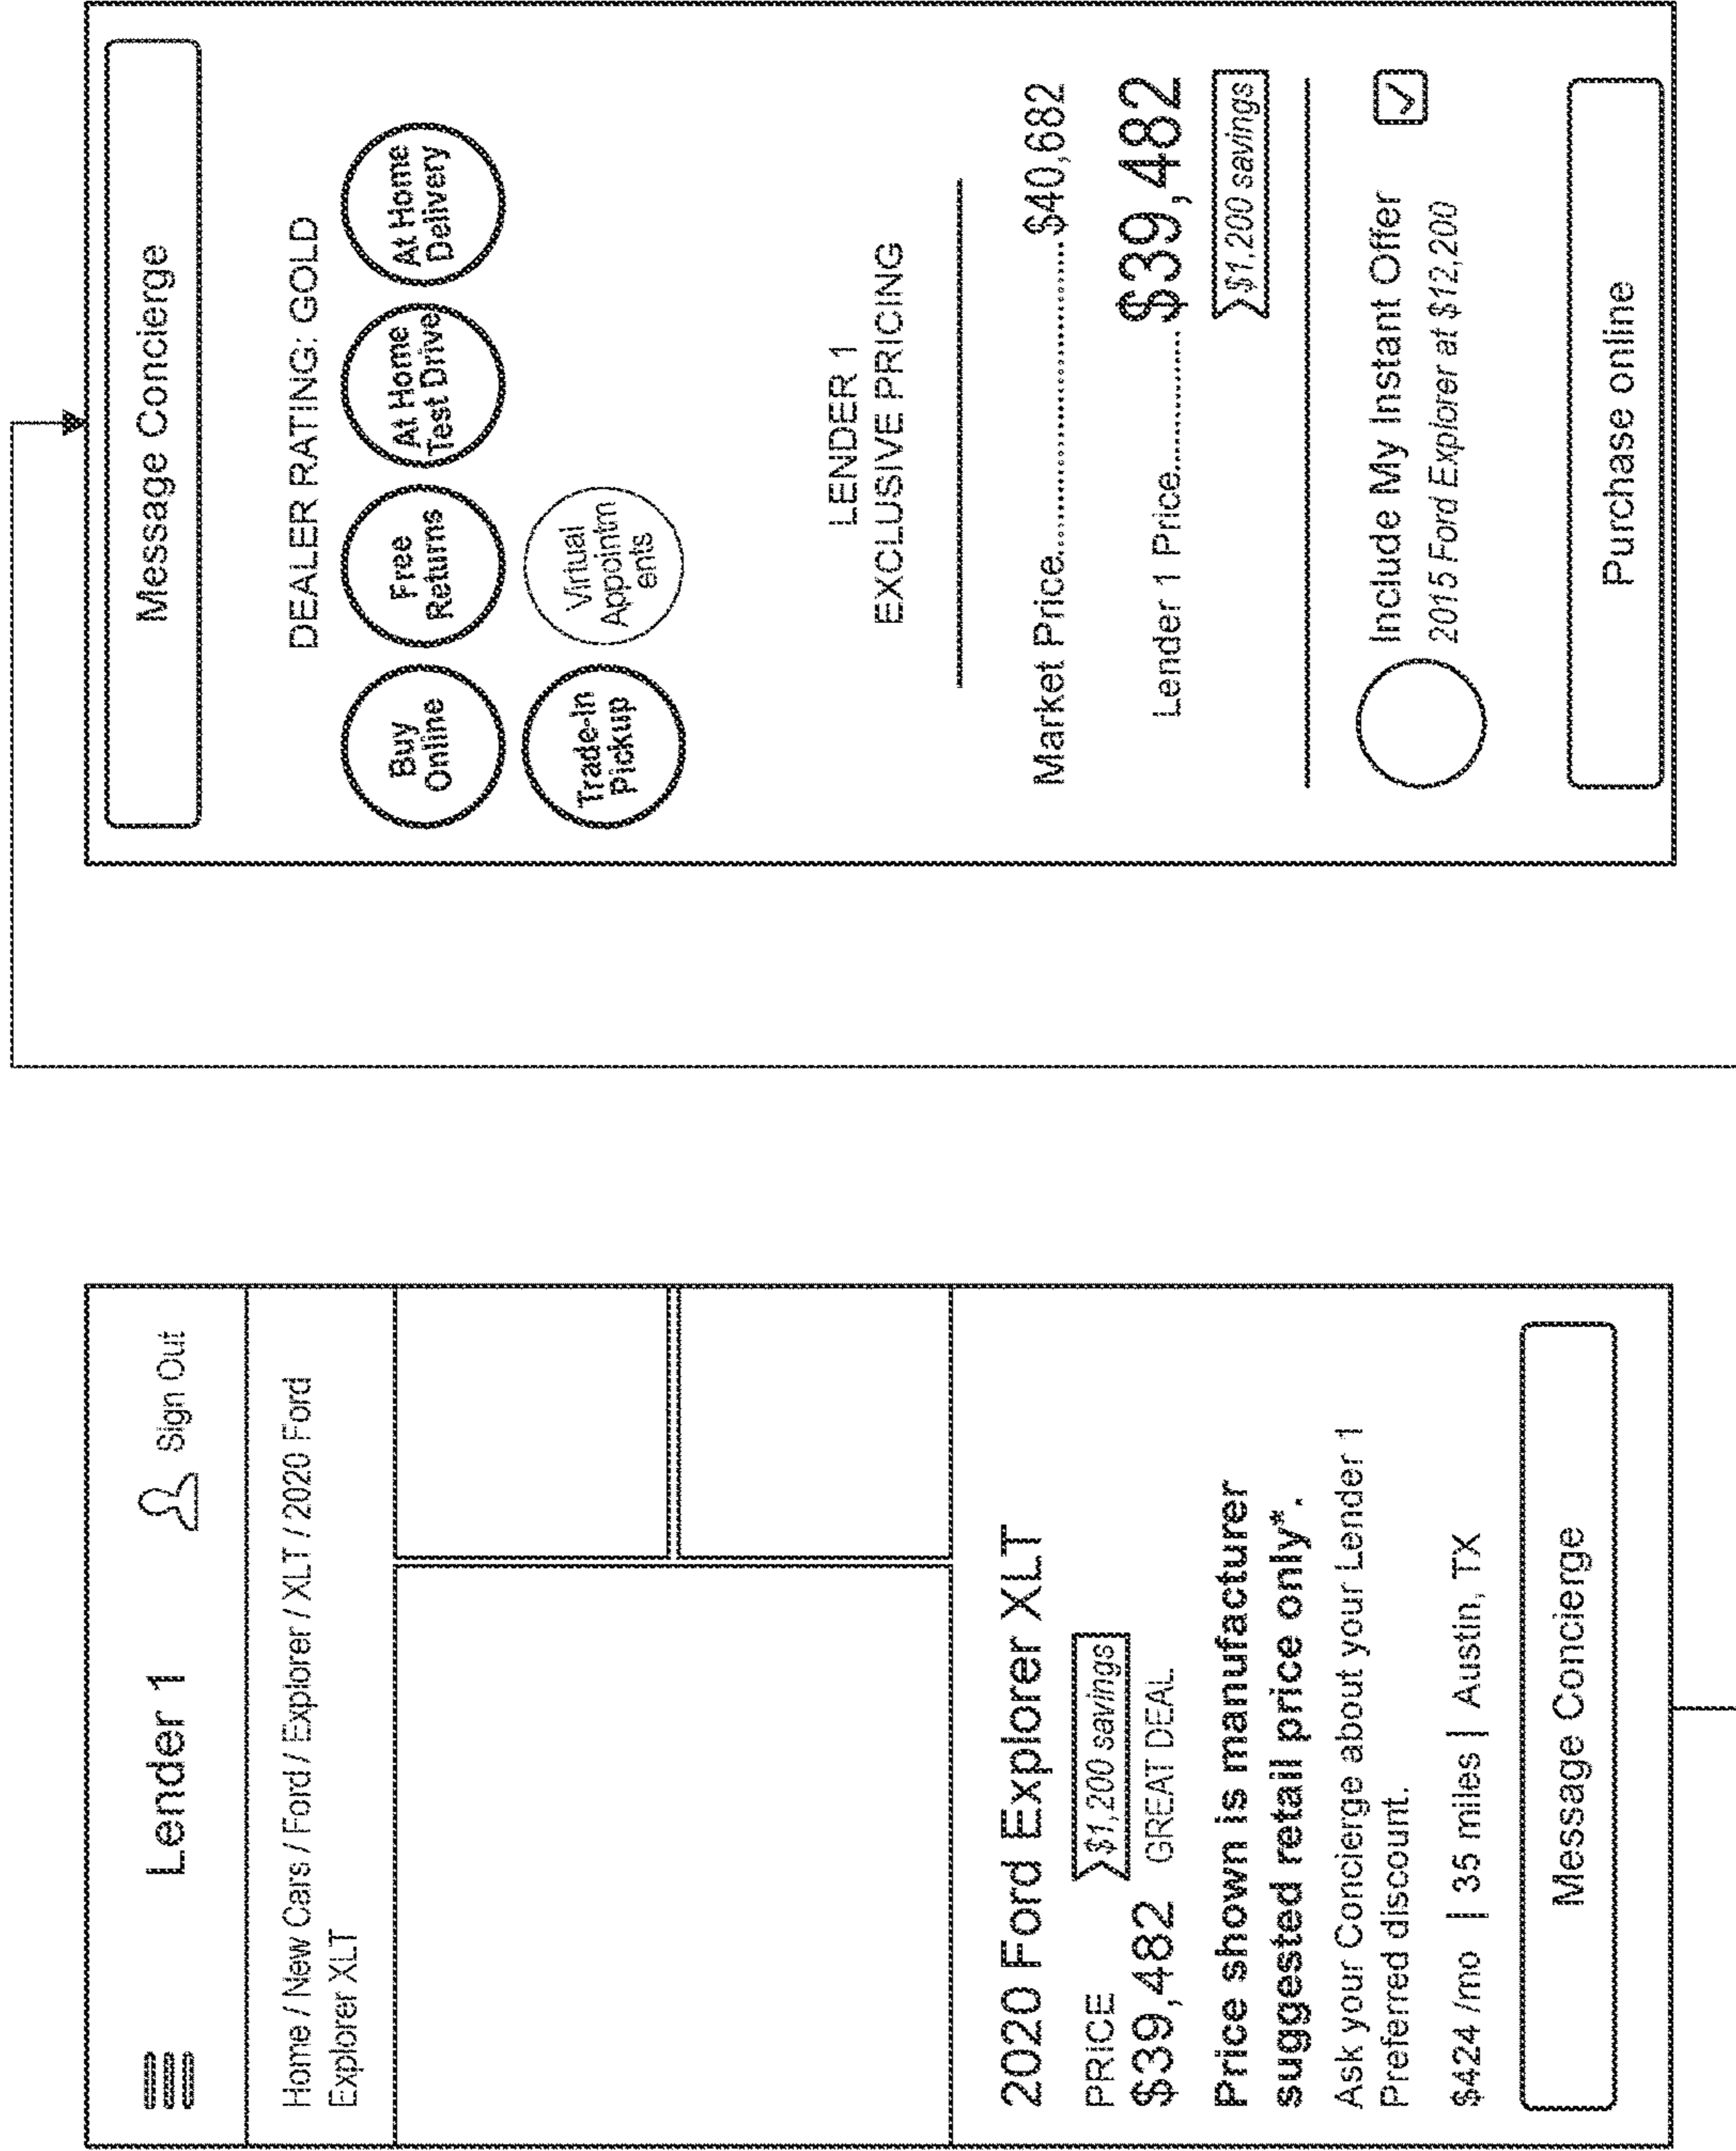 Lender 1
Sign Out
Home / New Cars / Ford / Explorer / XLT / 2020 Ford
Explorer XLT
2020 Ford Explorer XLT
PRICE
$1,200 savings
$39,482 GREAT DEAL
Price shown is manufacturer
suggested retail price only*.
Ask your Concierge about your Lender 1
Preferred discount.
$424 /mo | 35 miles | Austin, TX
Message Concierge
Message Concierge
DEALER RATING: GOLD
Buy
Online
Free
Returns
At Home
Test Drive
At Home
Delivery
Trade-In
Pickup
Virtual
Appointm
ents
LENDER 1
EXCLUSIVE PRICING
Market Price.................................$40,682
Lender 1 Price............. $39,482
$1,200 savings
Include My Instant Offer
2015 Ford Explorer at $12,200
Purchase online